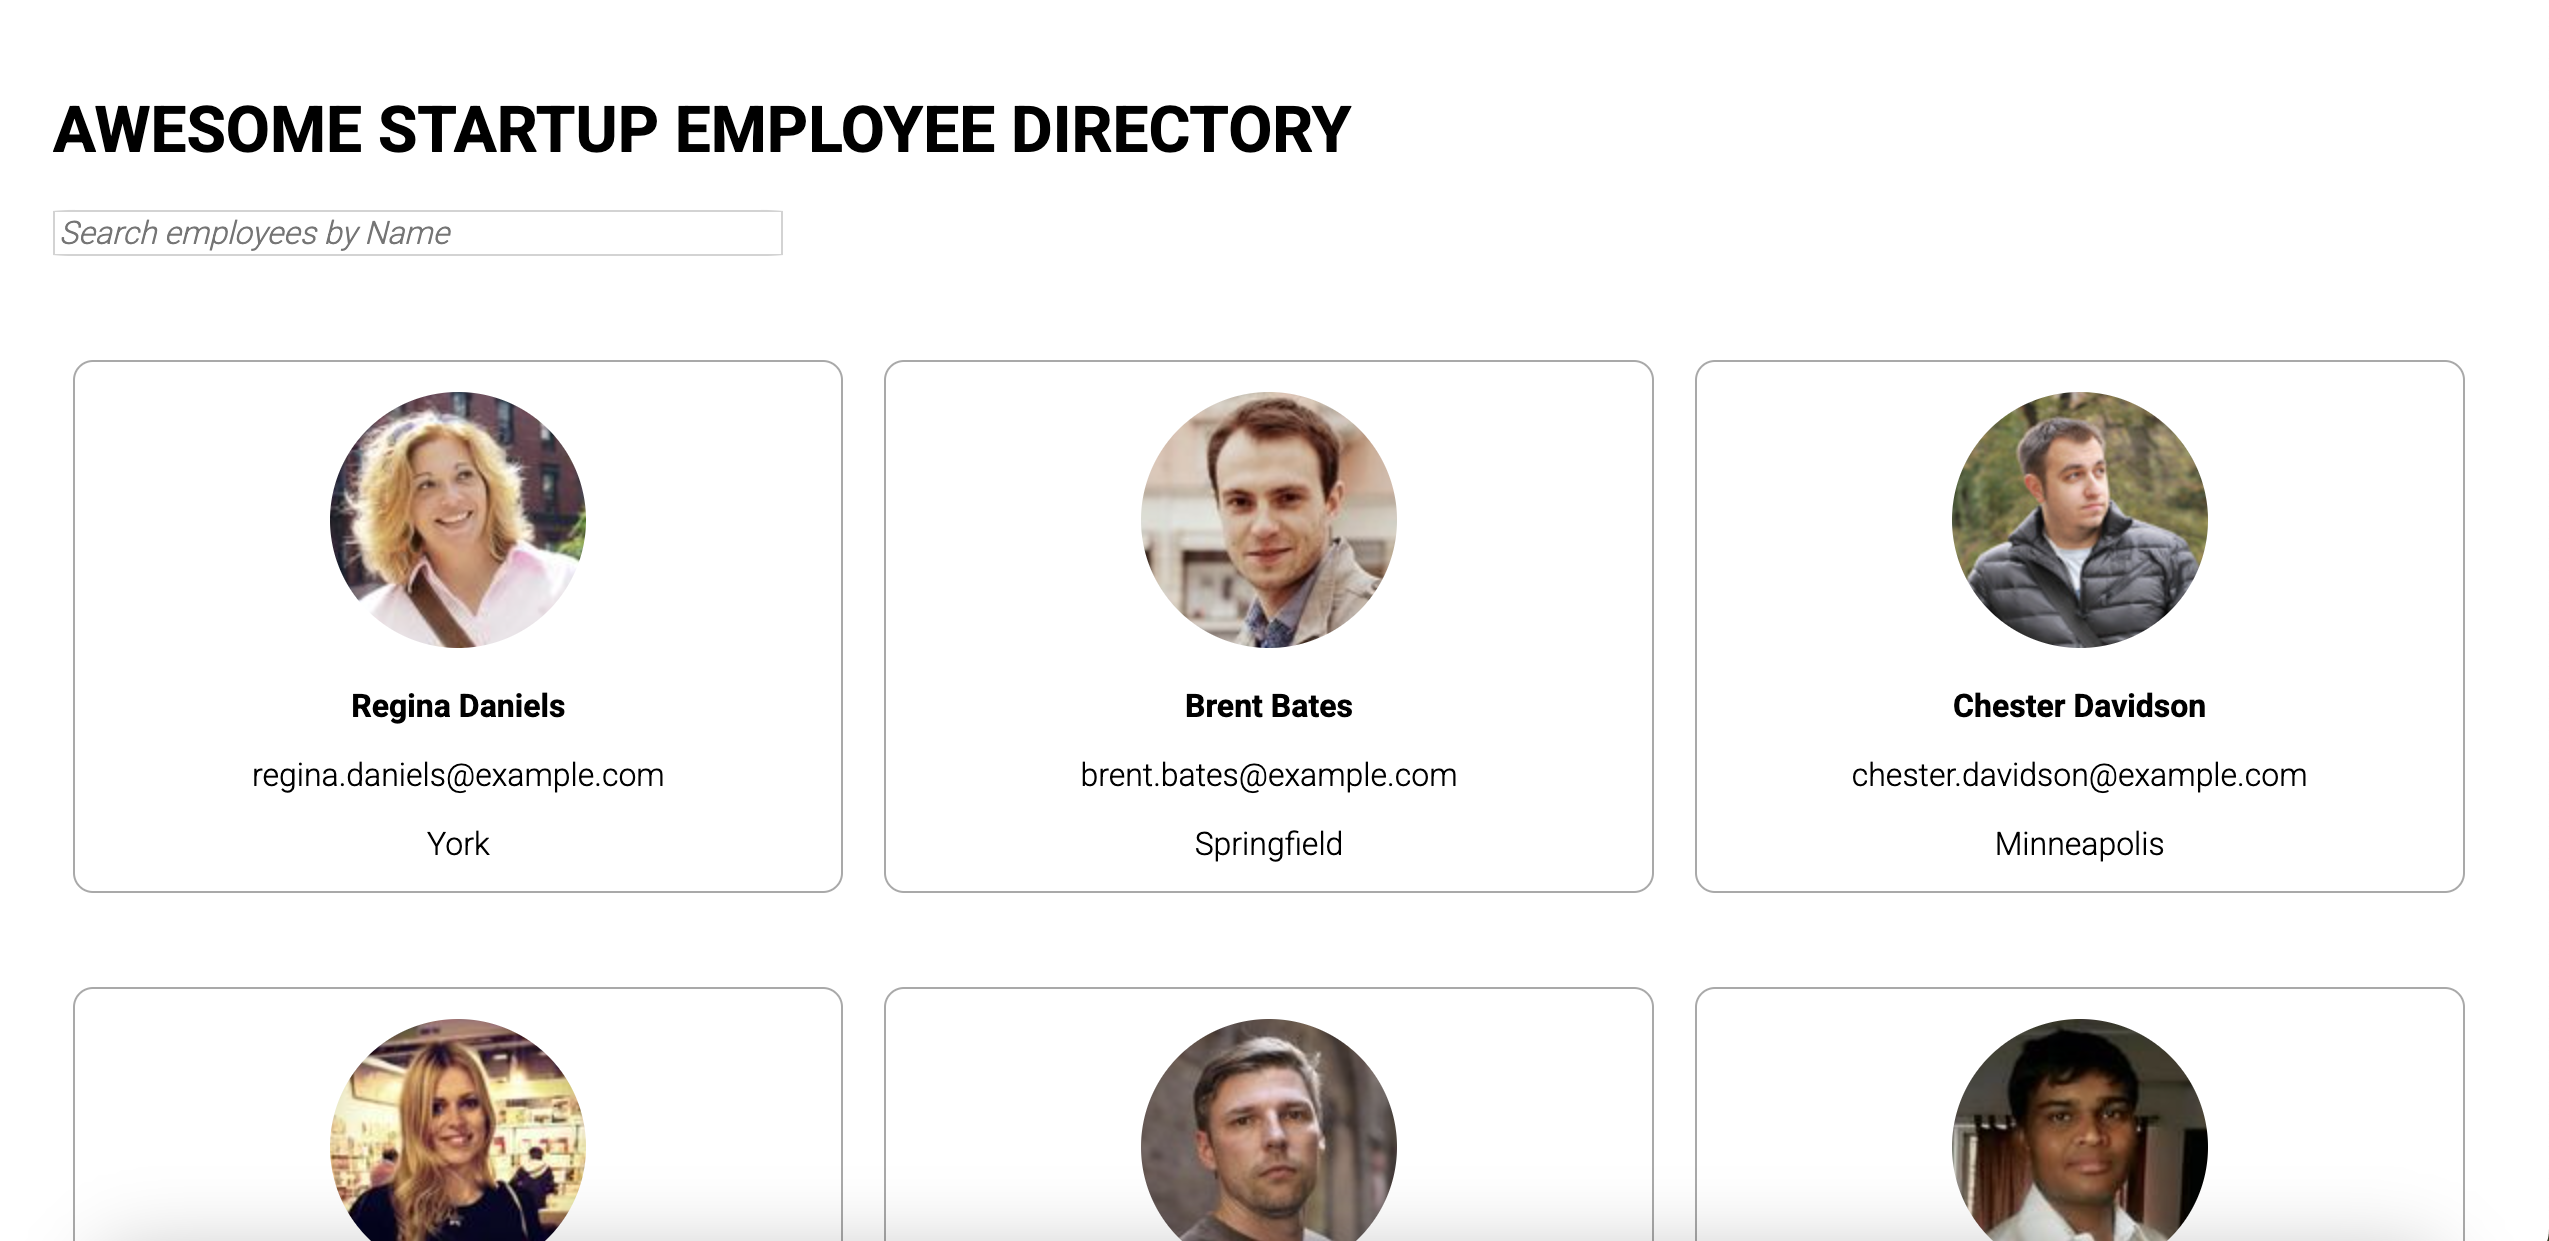 AWESOME STARTUP EMPLOYEE DIRECTORY
Search employees by Name
Regina Daniels
regina.daniels@example.com
York
Brent Bates
brent.bates@example.com
Springfield
Chester Davidson
chester.davidson@example.com
Minneapolis